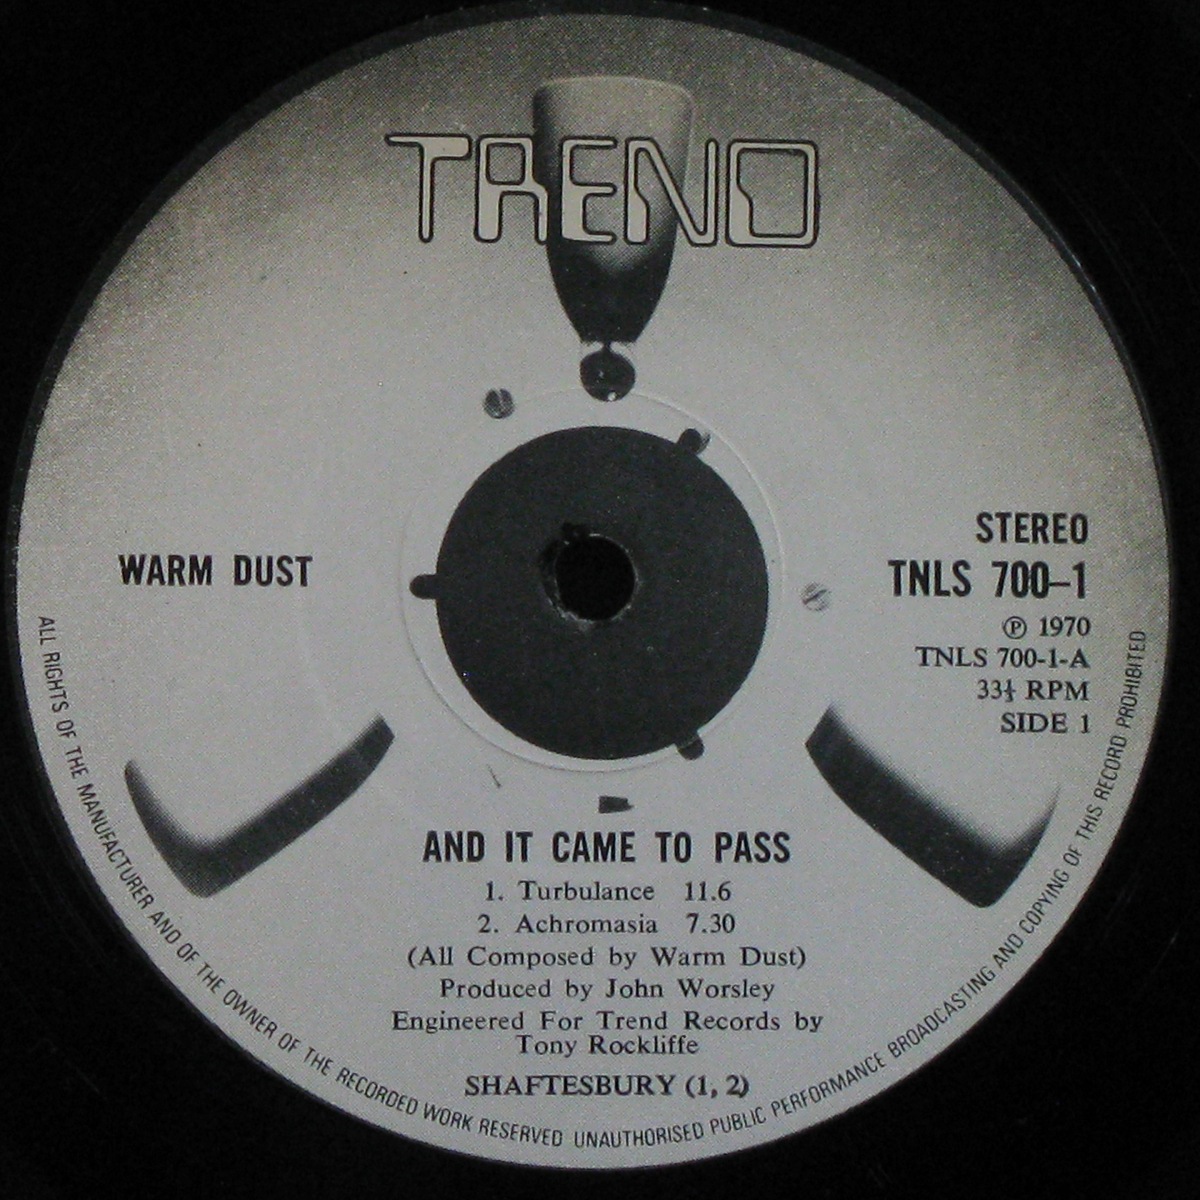 TREND
WARM DUST
STEREO
TNLS 700–1
℗ 1970
TNLS 700-1-A
33⅓ RPM
SIDE 1
AND IT CAME TO PASS
1. Turbulance 11.6
2. Achromasia 7.30
(All Composed by Warm Dust)
Produced by John Worsley
Engineered For Trend Records by
Tony Rockliffe
SHAFTESBURY (1, 2)
ALL RIGHTS OF THE MANUFACTURER AND OF THE OWNER OF THE RECORDED WORK RESERVED UNAUTHORISED PUBLIC PERFORMANCE BROADCASTING AND COPYING OF THIS RECORD PROHIBITED